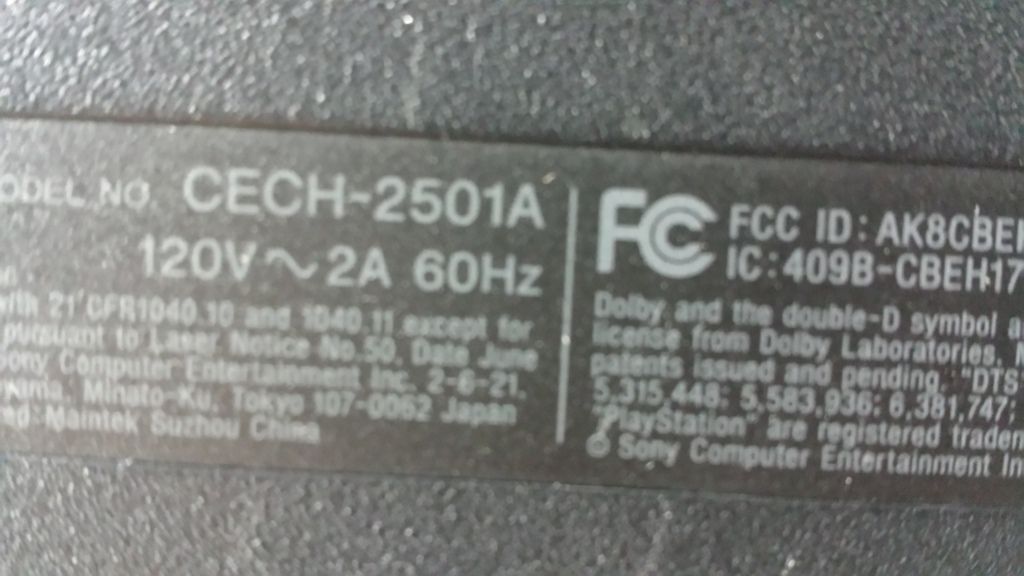 ODEL NO. CECH-2501A
120V ~ 2A 60Hz
with 21 CFR1040.10 and 1040.11 except for
pursuant to Laser Notice No.50, Date June
ony Computer Entertainment Inc. 2-6-21,
Minato-Ku, Tokyo 107-0062 Japan
Maintek Suzhou China
FC FCC ID: AK8CBEH
IC: 409B-CBEH17
Dolby and the double-D symbol a
license from Dolby Laboratories,
patents issued and pending. "DTS"
5,315,448; 5,583,936; 6,381,747;
"PlayStation" are registered tradem
© Sony Computer Entertainment In